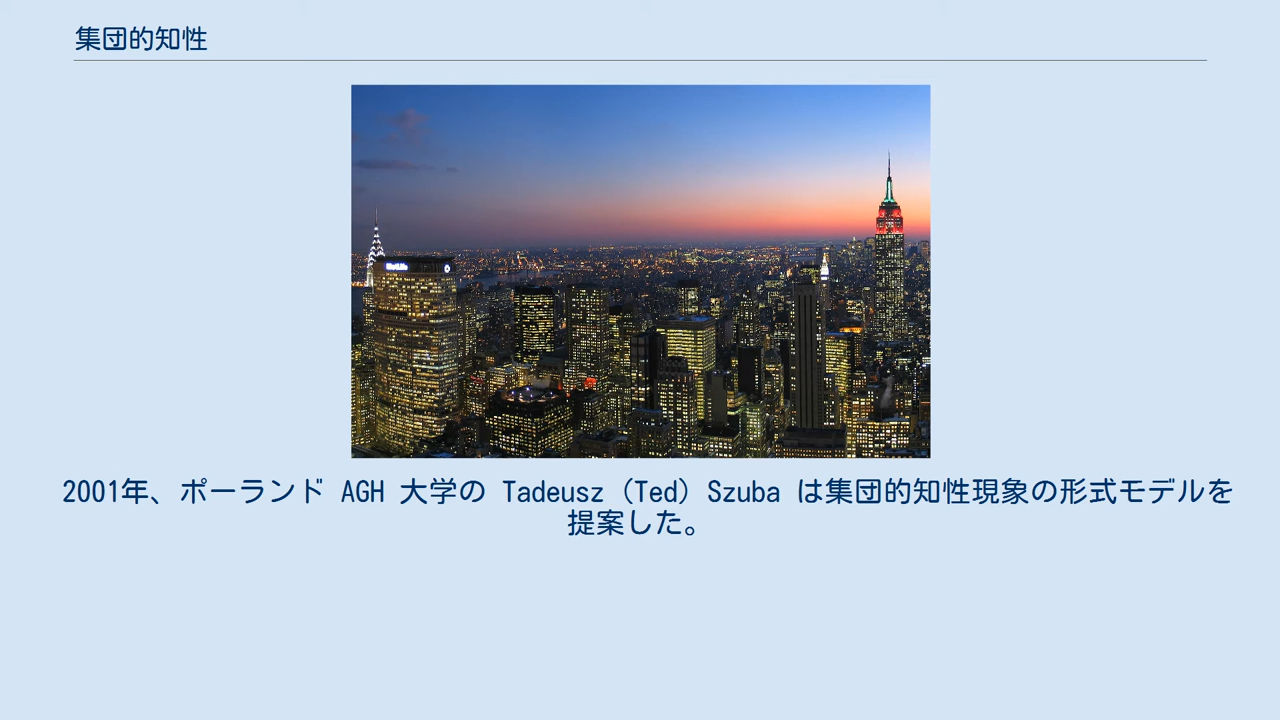 集団的知性
MetLife
2001年、ポーランド AGH 大学の Tadeusz（Ted）Szuba は集団的知性現象の形式モデルを
提案した。